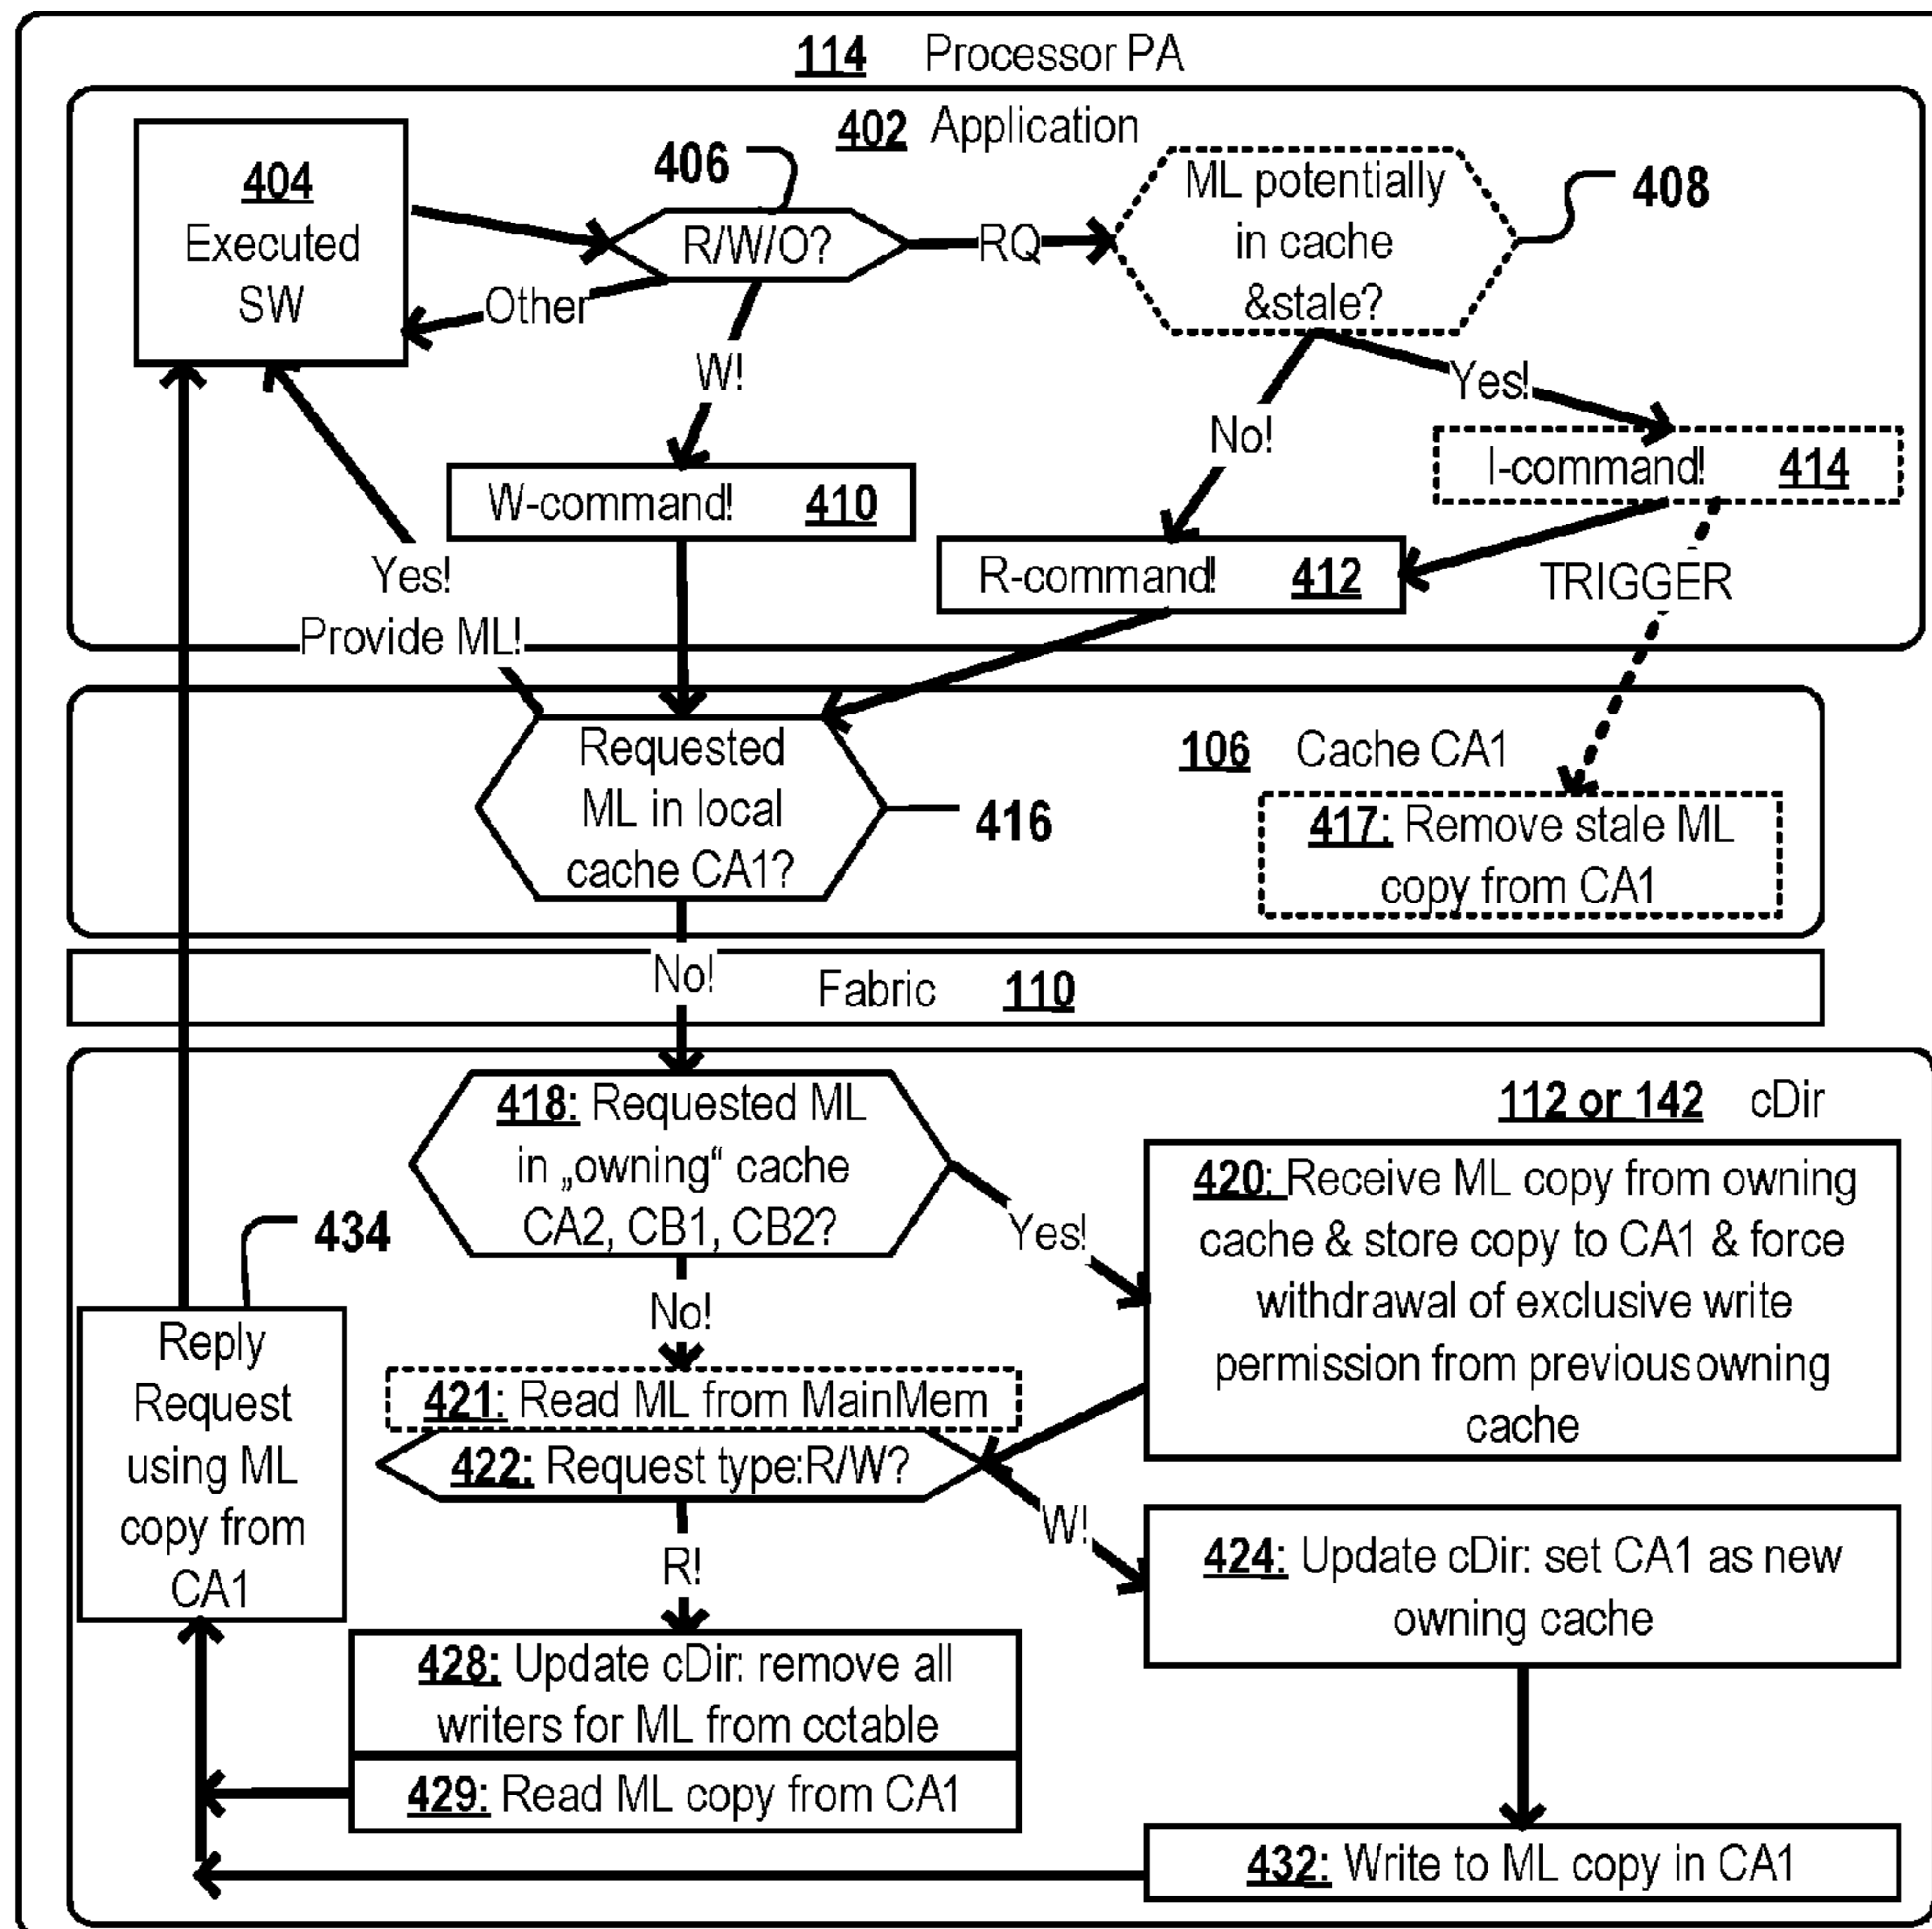 114 Processor PA
402 Application
404
Executed
SW
406
R/W/O?
RQ
ML potentially
in cache
&stale?
408
Other
W!
Yes!
No!
I-command! 414
W-command! 410
R-command! 412
TRIGGER
Yes!
Provide ML!
Requested
ML in local
cache CA1?
416
106 Cache CA1
417: Remove stale ML
copy from CA1
No!
Fabric 110
418: Requested ML
in „owning“ cache
CA2, CB1, CB2?
112 or 142 cDir
Yes!
420: Receive ML copy from owning
cache & store copy to CA1 & force
withdrawal of exclusive write
permission from previous owning
cache
434
No!
Reply
Request
using ML
copy from
CA1
421: Read ML from MainMem
422: Request type:R/W?
W!
R!
424: Update cDir: set CA1 as new
owning cache
428: Update cDir: remove all
writers for ML from cctable
429: Read ML copy from CA1
432: Write to ML copy in CA1